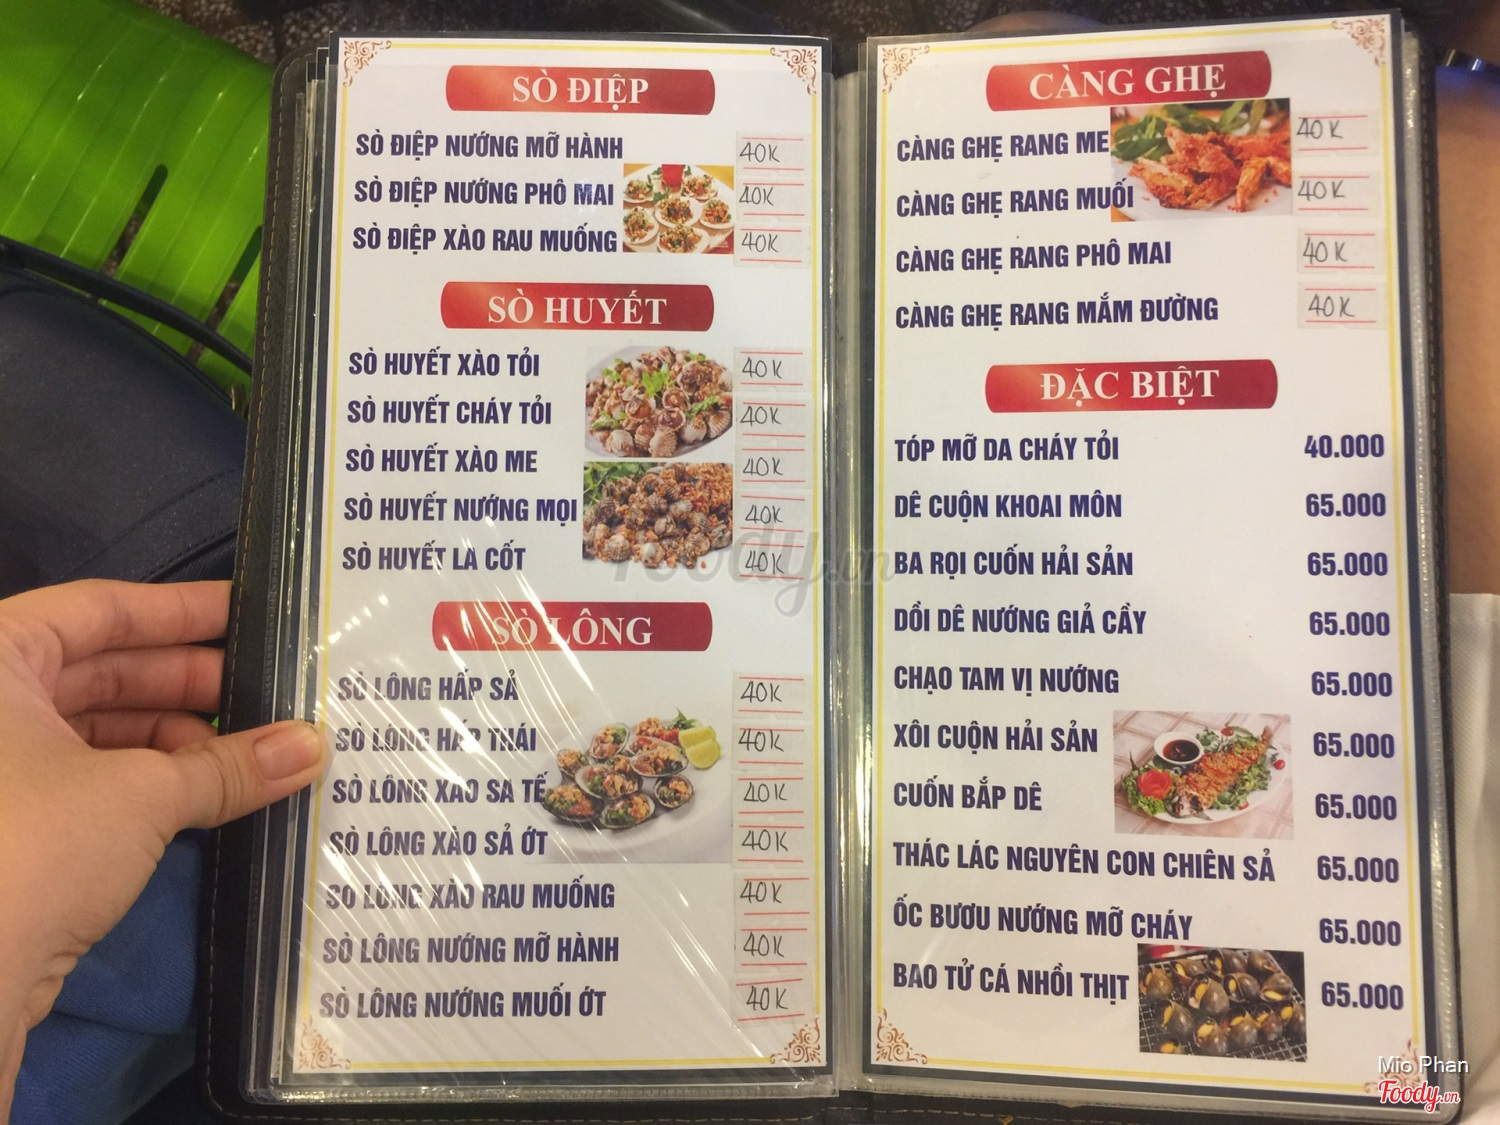 SÒ ĐIỆP
SÒ ĐIỆP NƯỚNG MỠ HÀNH 40K
SÒ ĐIỆP NƯỚNG PHÔ MAI 40K
SÒ ĐIỆP XÀO RAU MUỐNG 40K
SÒ HUYẾT
SÒ HUYẾT XÀO TỎI 40K
SÒ HUYẾT CHÁY TỎI 40K
SÒ HUYẾT XÀO ME 40K
SÒ HUYẾT NƯỚNG MỌI 40K
SÒ HUYẾT LA CỐT 40K
SÒ LÔNG
SÒ LÔNG HẤP SẢ 40K
SÒ LÔNG HẤP THÁI 40K
SÒ LÔNG XÀO SA TẾ 40K
SÒ LÔNG XÀO SẢ ỚT 40K
SÒ LÔNG XÀO RAU MUỐNG 40K
SÒ LÔNG NƯỚNG MỠ HÀNH 40K
SÒ LÔNG NƯỚNG MUỐI ỚT 40K
CÀNG GHẸ
CÀNG GHẸ RANG ME 40K
CÀNG GHẸ RANG MUỐI 40K
CÀNG GHẸ RANG PHÔ MAI 40K
CÀNG GHẸ RANG MẮM ĐƯỜNG 40K
ĐẶC BIỆT
TÓP MỠ DA CHÁY TỎI 40.000
DÊ CUỘN KHOAI MÔN 65.000
BA RỌI CUỐN HẢI SẢN 65.000
DỒI DÊ NƯỚNG GIẢ CẦY 65.000
CHẠO TAM VỊ NƯỚNG 65.000
XÔI CUỘN HẢI SẢN 65.000
CUỐN BẮP DÊ 65.000
THÁC LÁC NGUYÊN CON CHIÊN SẢ 65.000
ỐC BƯƠU NƯỚNG MỠ CHÁY 65.000
BAO TỬ CÁ NHỒI THỊT 65.000
foody.vn
Mio Phan
Foody.vn